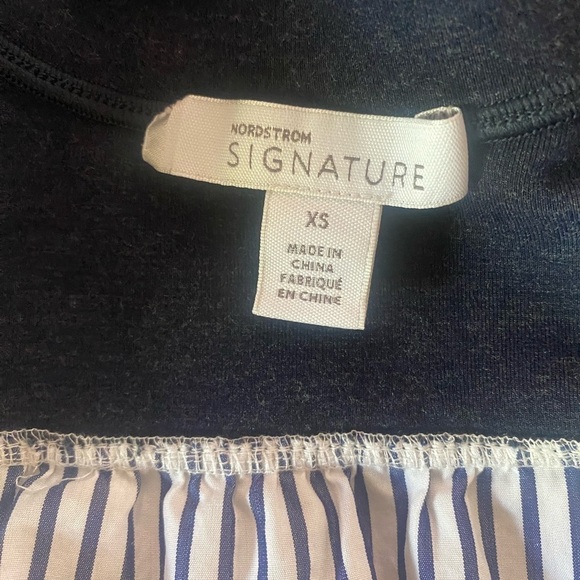 NORDSTROM
SIGNATURE
XS
MADE IN
CHINA
FABRIQUÉ
EN CHINE